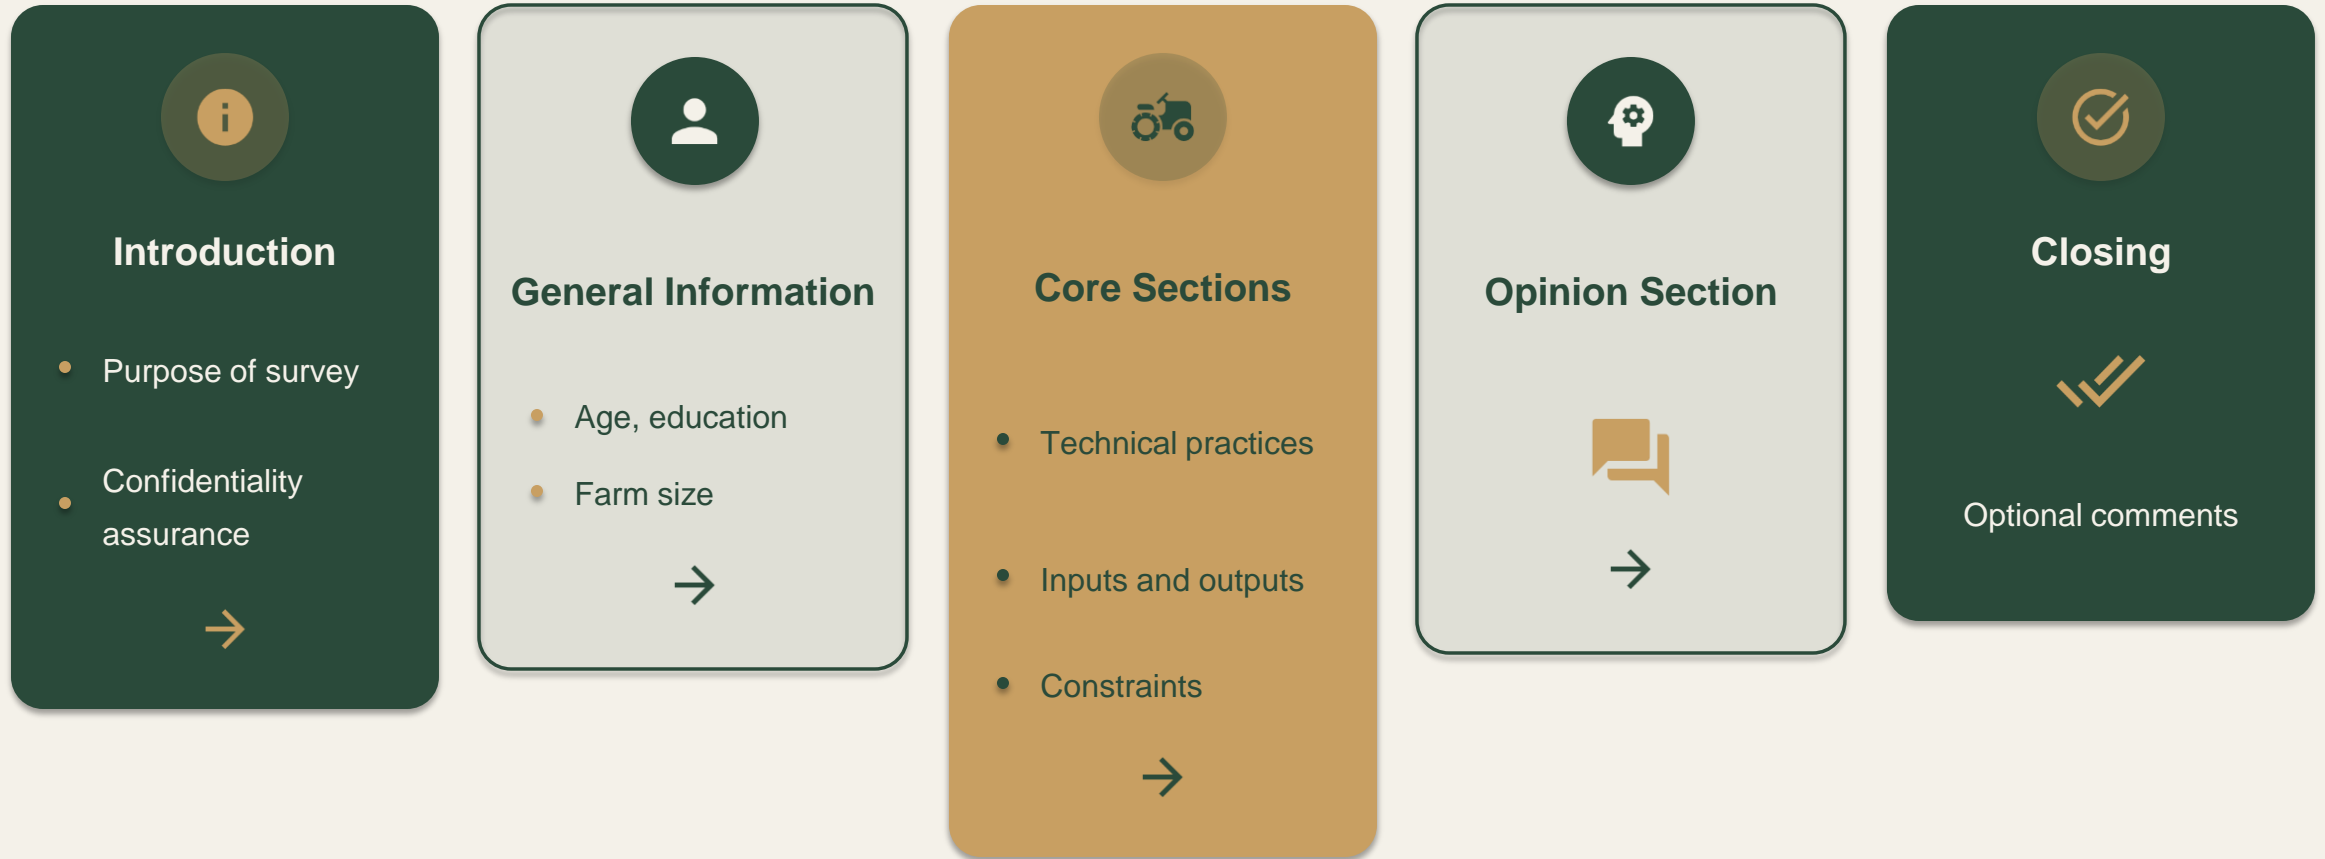 Introduction
Purpose of survey
Confidentiality
assurance
General Information
Age, education
Farm size
Core Sections
Technical practices
Inputs and outputs
Constraints
Opinion Section
Closing
Optional comments